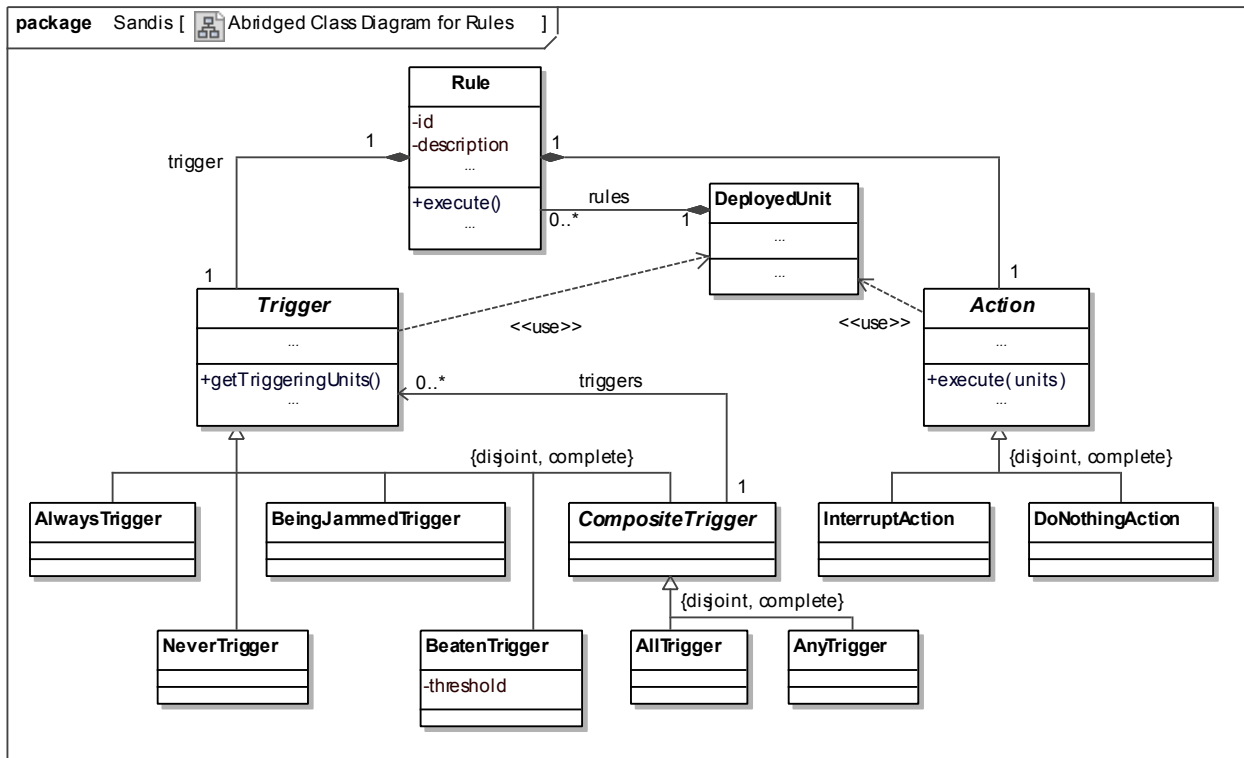 package Sandis [ Abridged Class Diagram for Rules ]
Rule
-id
-description
...
+execute()
...
1
1
trigger
rules
0..*
1
DeployedUnit
...
...
1
1
Trigger
...
+getTriggeringUnits()
...
<<use>>
<<use>>
Action
...
+execute(units)
...
0..*
triggers
{disjoint, complete}
1
{disjoint, complete}
AlwaysTrigger
BeingJammedTrigger
CompositeTrigger
InterruptAction
DoNothingAction
{disjoint, complete}
NeverTrigger
BeatenTrigger
-threshold
AllTrigger
AnyTrigger